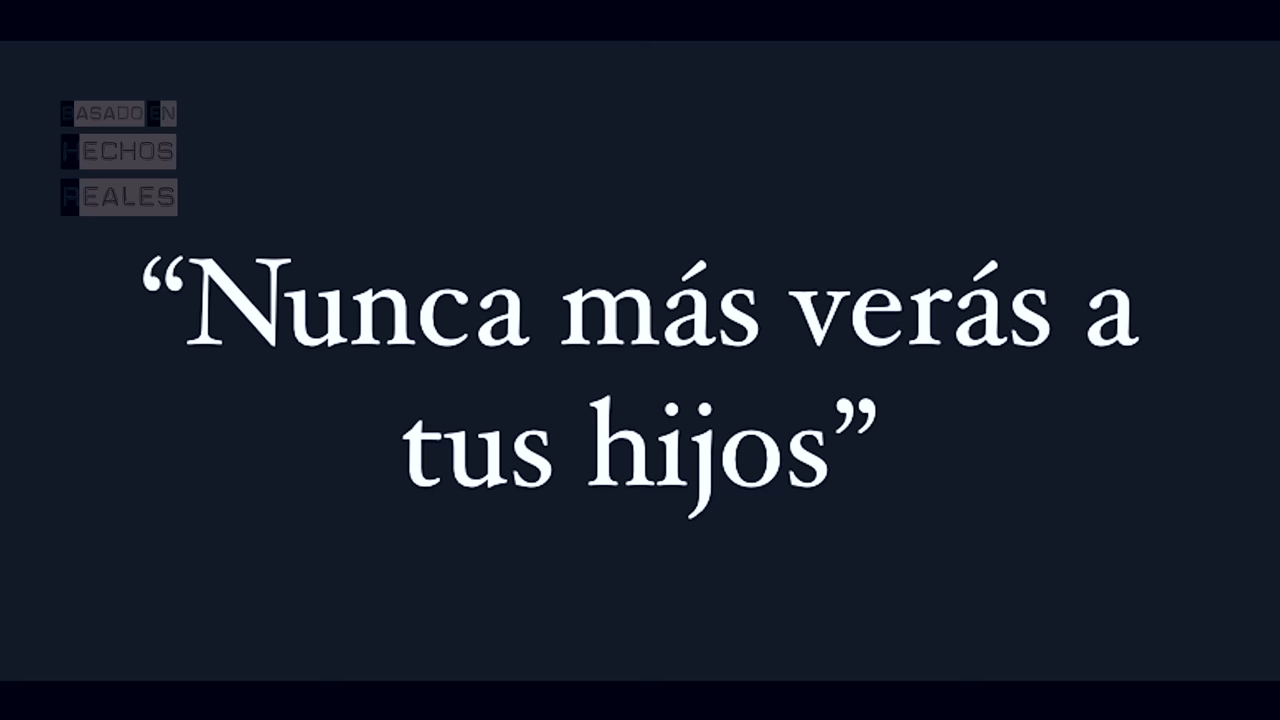 BASADO EN
HECHOS
REALES
“Nunca más verás a
tus hijos”